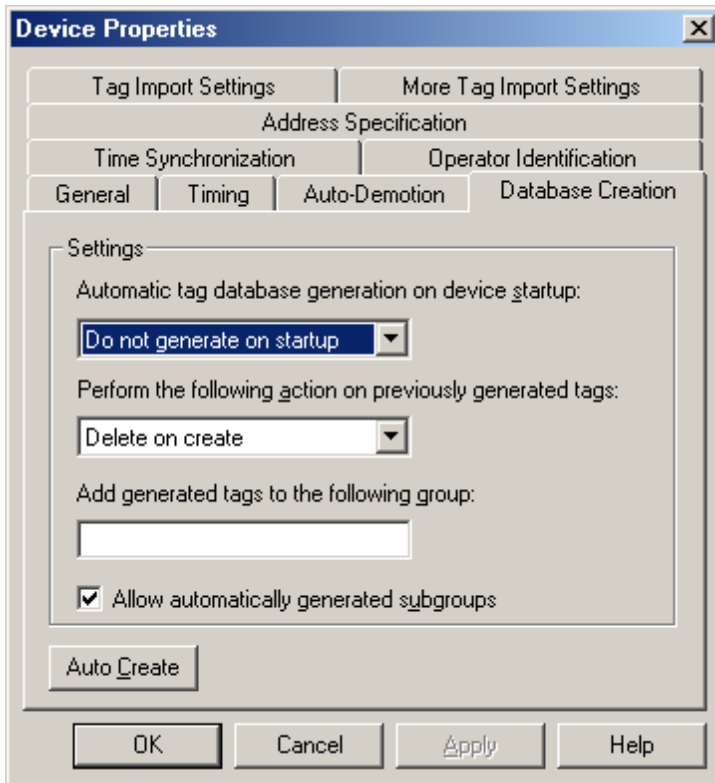 Device Properties
Tag Import Settings
More Tag Import Settings
Address Specification
Time Synchronization
Operator Identification
General
Timing
Auto-Demotion
Database Creation
Settings
Automatic tag database generation on device startup:
Do not generate on startup
Perform the following action on previously generated tags:
Delete on create
Add generated tags to the following group:
Allow automatically generated subgroups
Auto Create
OK
Cancel
Apply
Help